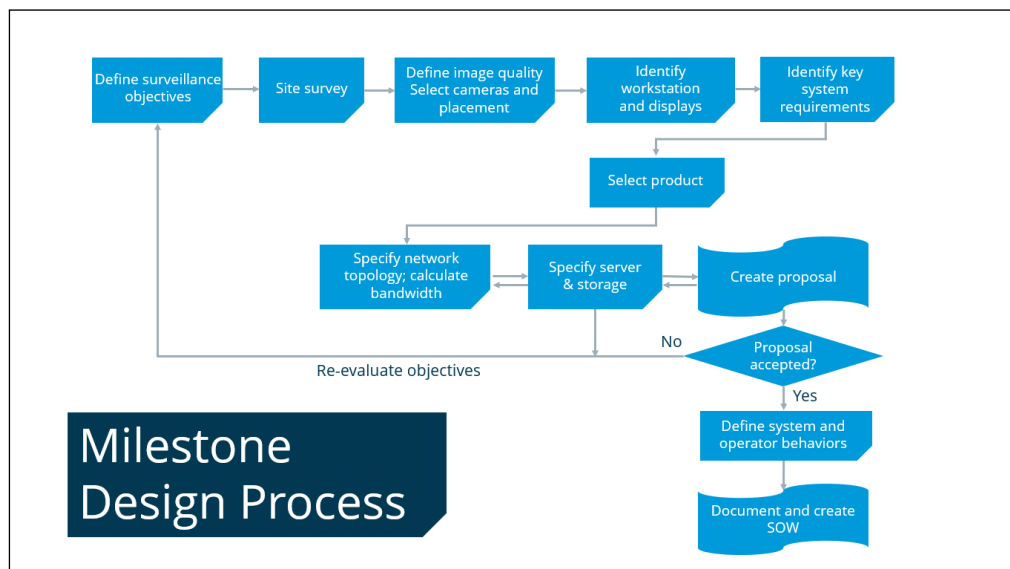 Define surveillance
objectives
Site survey
Define image quality
Select cameras and
placement
Identify
workstation
and displays
Identify key
system
requirements
Select product
Specify network
topology; calculate
bandwidth
Specify server
& storage
Create proposal
Proposal
accepted?
No
Re-evaluate objectives
Yes
Define system and
operator behaviors
Document and create
SOW
Milestone
Design Process